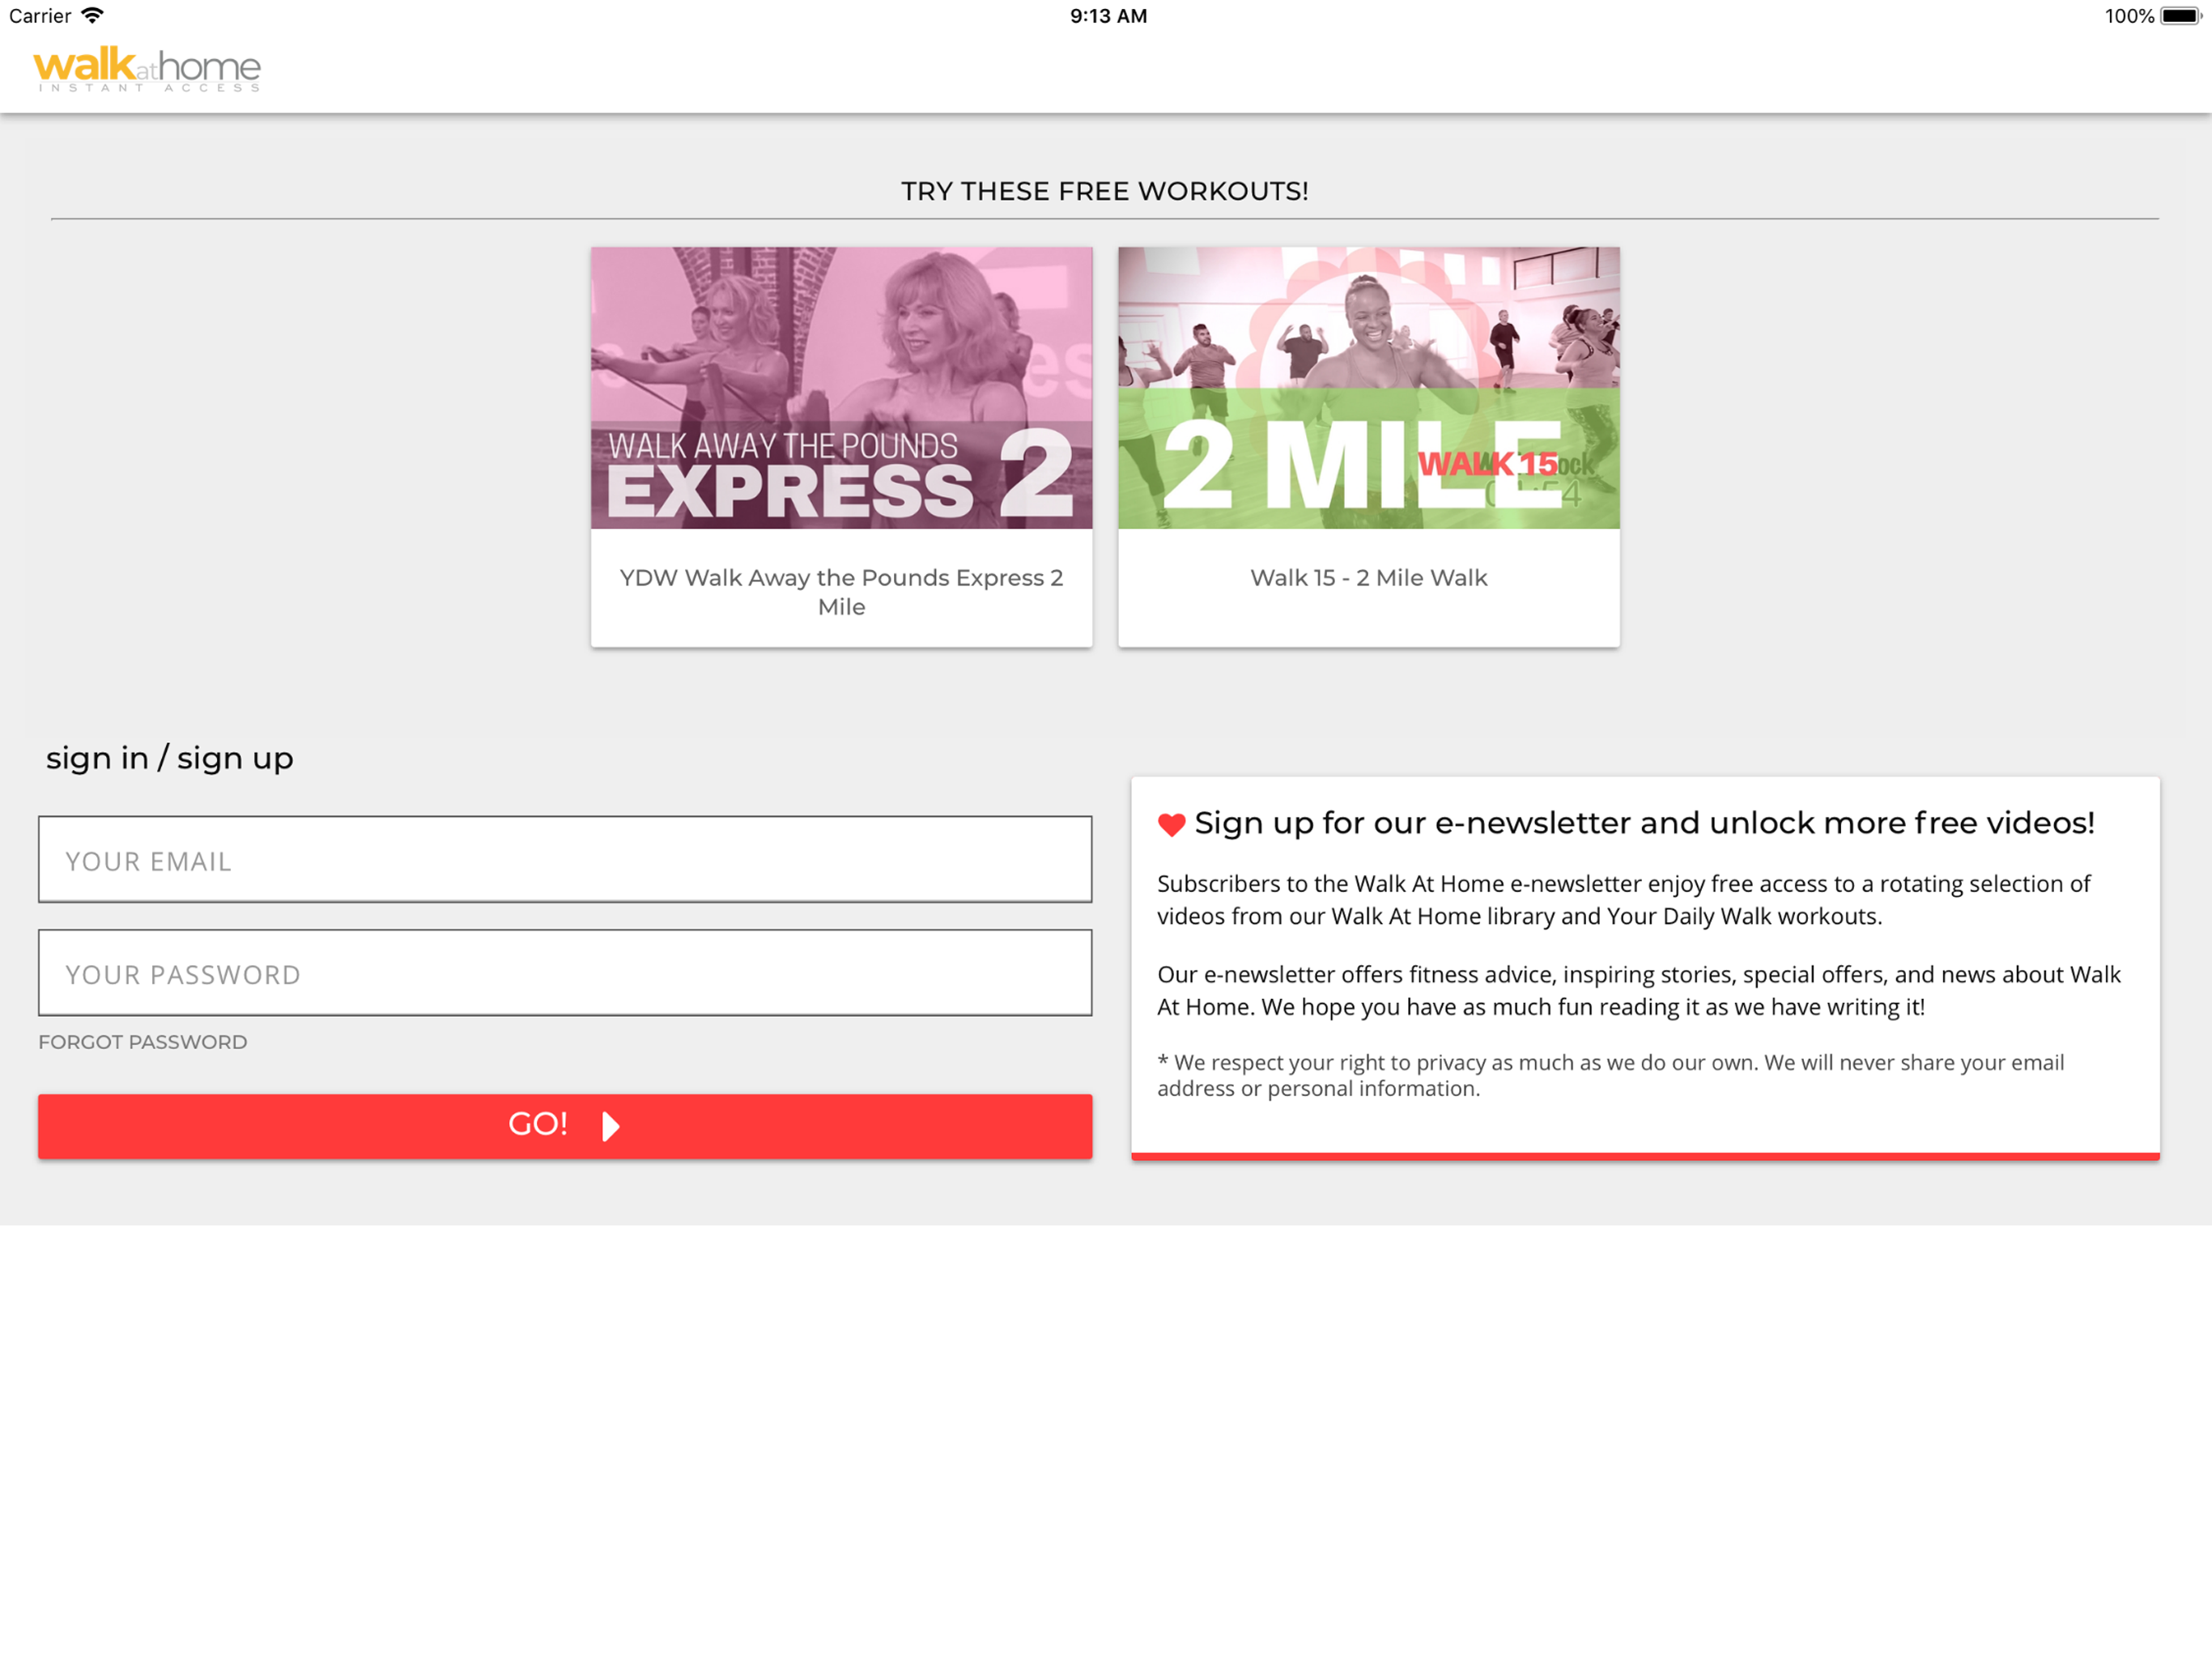 Carrier
9:13 AM
100%
walkathome
INSTANT ACCESS
TRY THESE FREE WORKOUTS!
WALK AWAY THE POUNDS
EXPRESS 2
2 MILE
WALK 15
YDW Walk Away the Pounds Express 2
Mile
Walk 15 - 2 Mile Walk
sign in / sign up
YOUR EMAIL
YOUR PASSWORD
FORGOT PASSWORD
GO!
Sign up for our e-newsletter and unlock more free videos!
Subscribers to the Walk At Home e-newsletter enjoy free access to a rotating selection of
videos from our Walk At Home library and Your Daily Walk workouts.
Our e-newsletter offers fitness advice, inspiring stories, special offers, and news about Walk
At Home. We hope you have as much fun reading it as we have writing it!
* We respect your right to privacy as much as we do our own. We will never share your email
address or personal information.